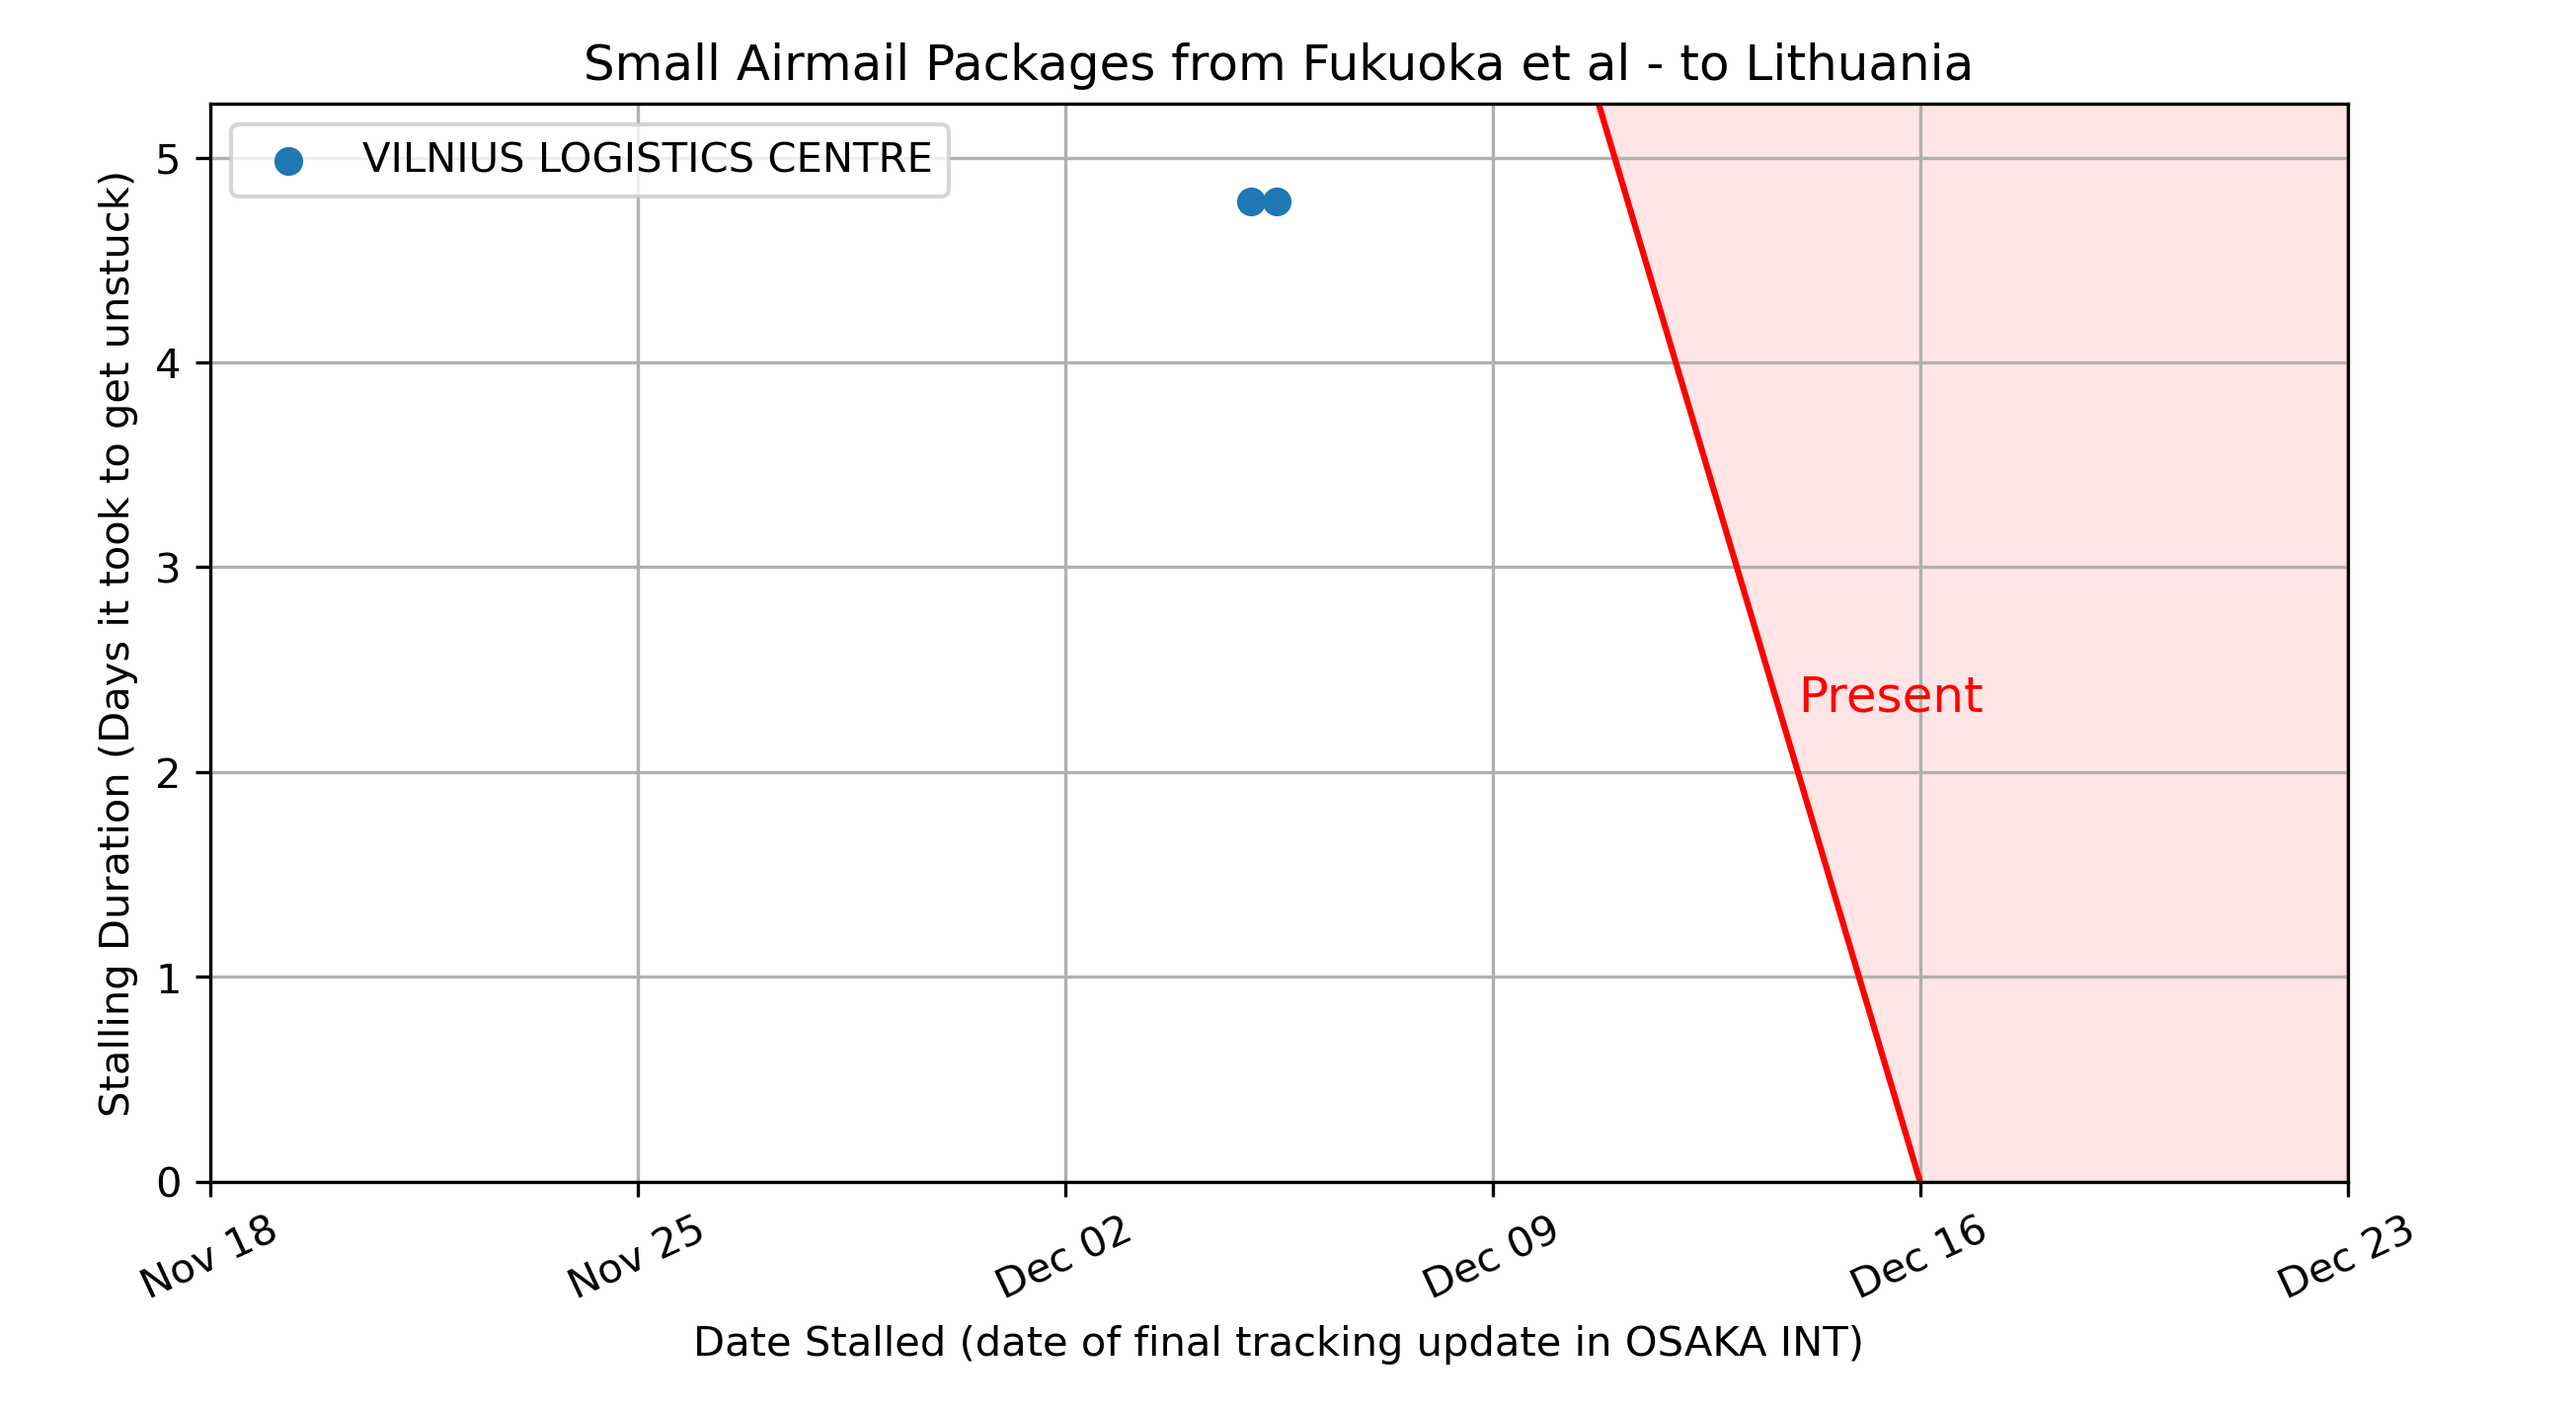 Small Airmail Packages from Fukuoka et al - to Lithuania
VILNIUS LOGISTICS CENTRE
Stalling Duration (Days it took to get unstuck)
5
4
3
2
1
0
Present
Nov 18
Nov 25
Dec 02
Dec 09
Dec 16
Dec 23
Date Stalled (date of final tracking update in OSAKA INT)